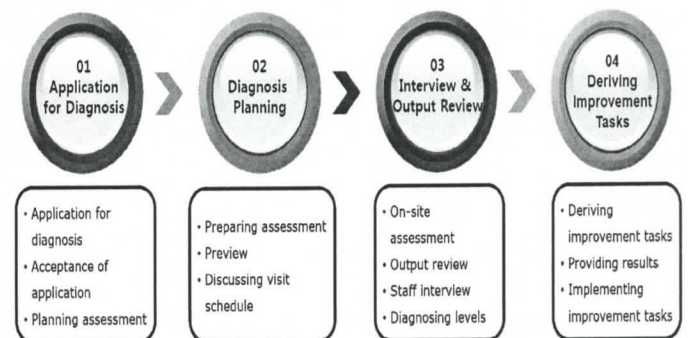 01
Application
for Diagnosis
02
Diagnosis
Planning
03
Interview &
Output Review
04
Deriving
Improvement
Tasks
• Application for
diagnosis
• Acceptance of
application
• Planning assessment
• Preparing assessment
• Preview
• Discussing visit
schedule
• On-site
assessment
• Output review
• Staff interview
• Diagnosing levels
• Deriving
improvement tasks
• Providing results
• Implementing
improvement tasks